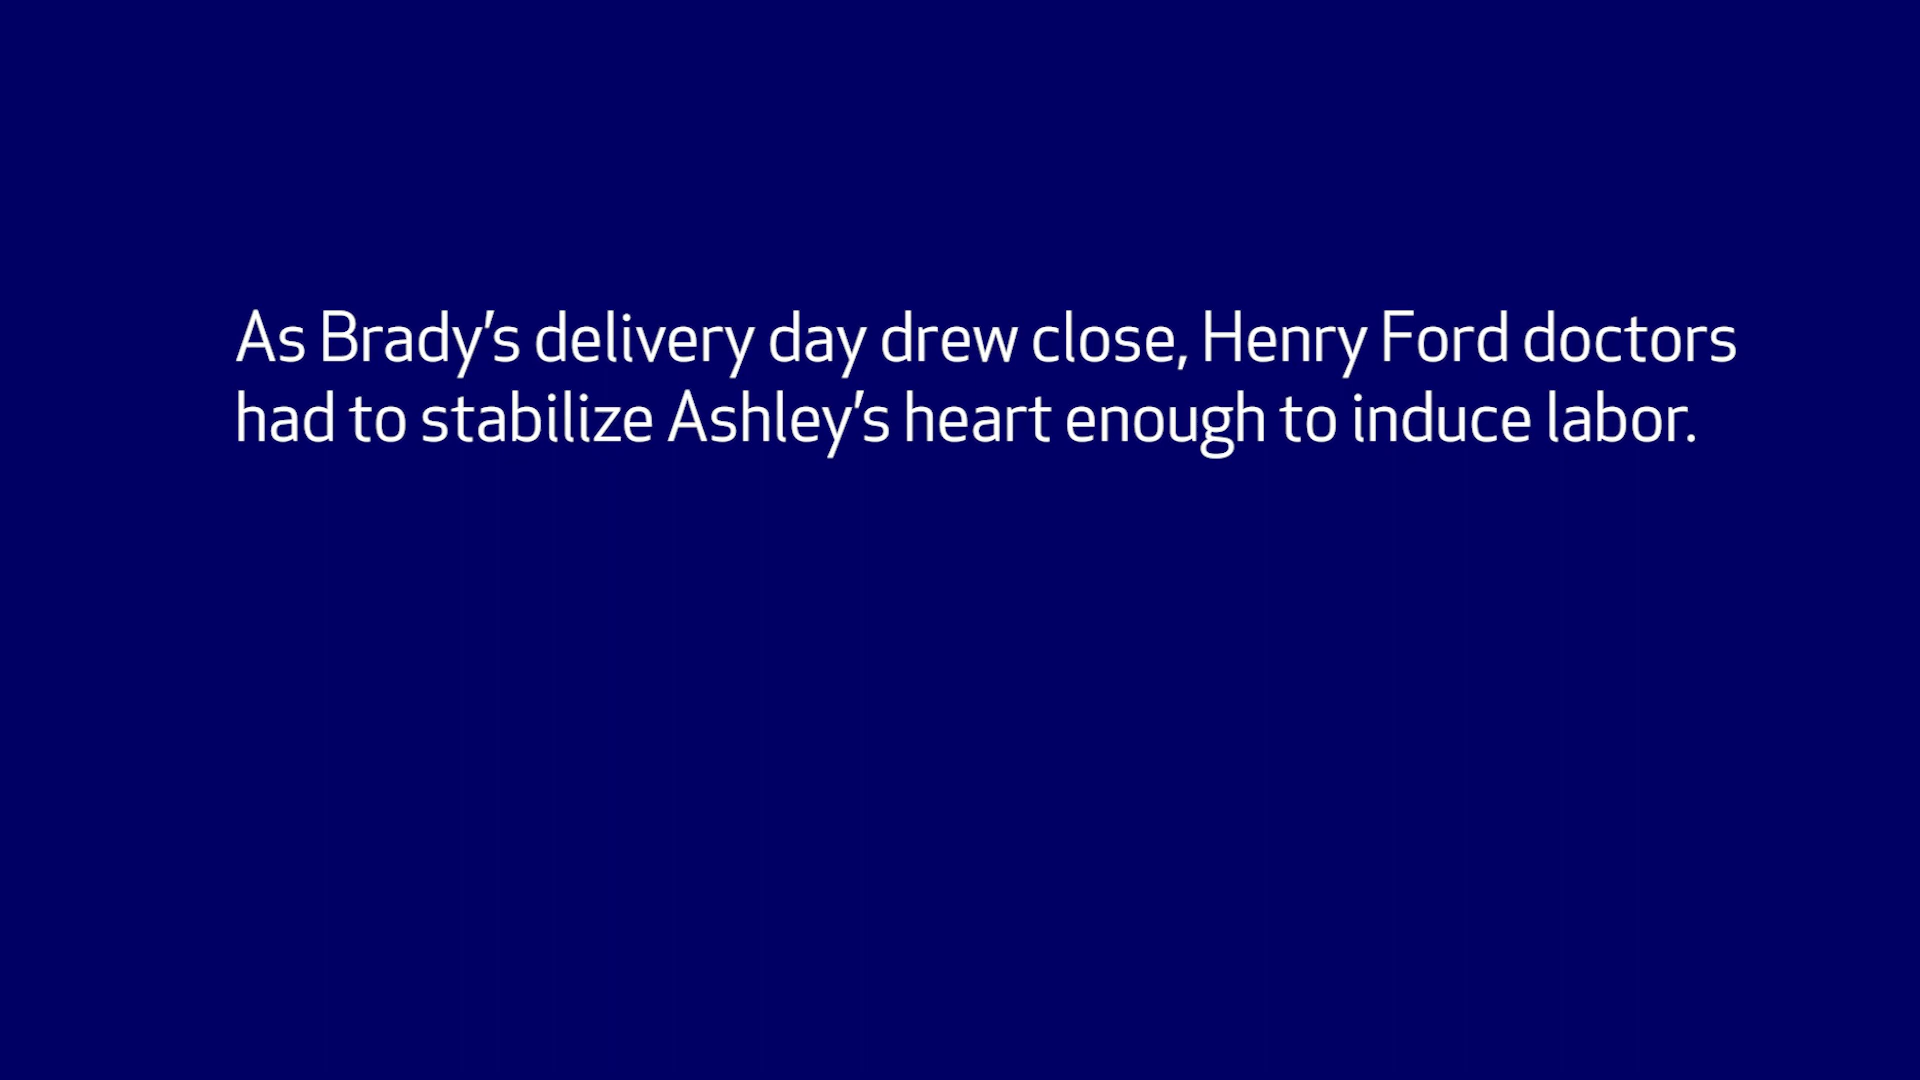 As Brady’s delivery day drew close, Henry Ford doctors
had to stabilize Ashley’s heart enough to induce labor.